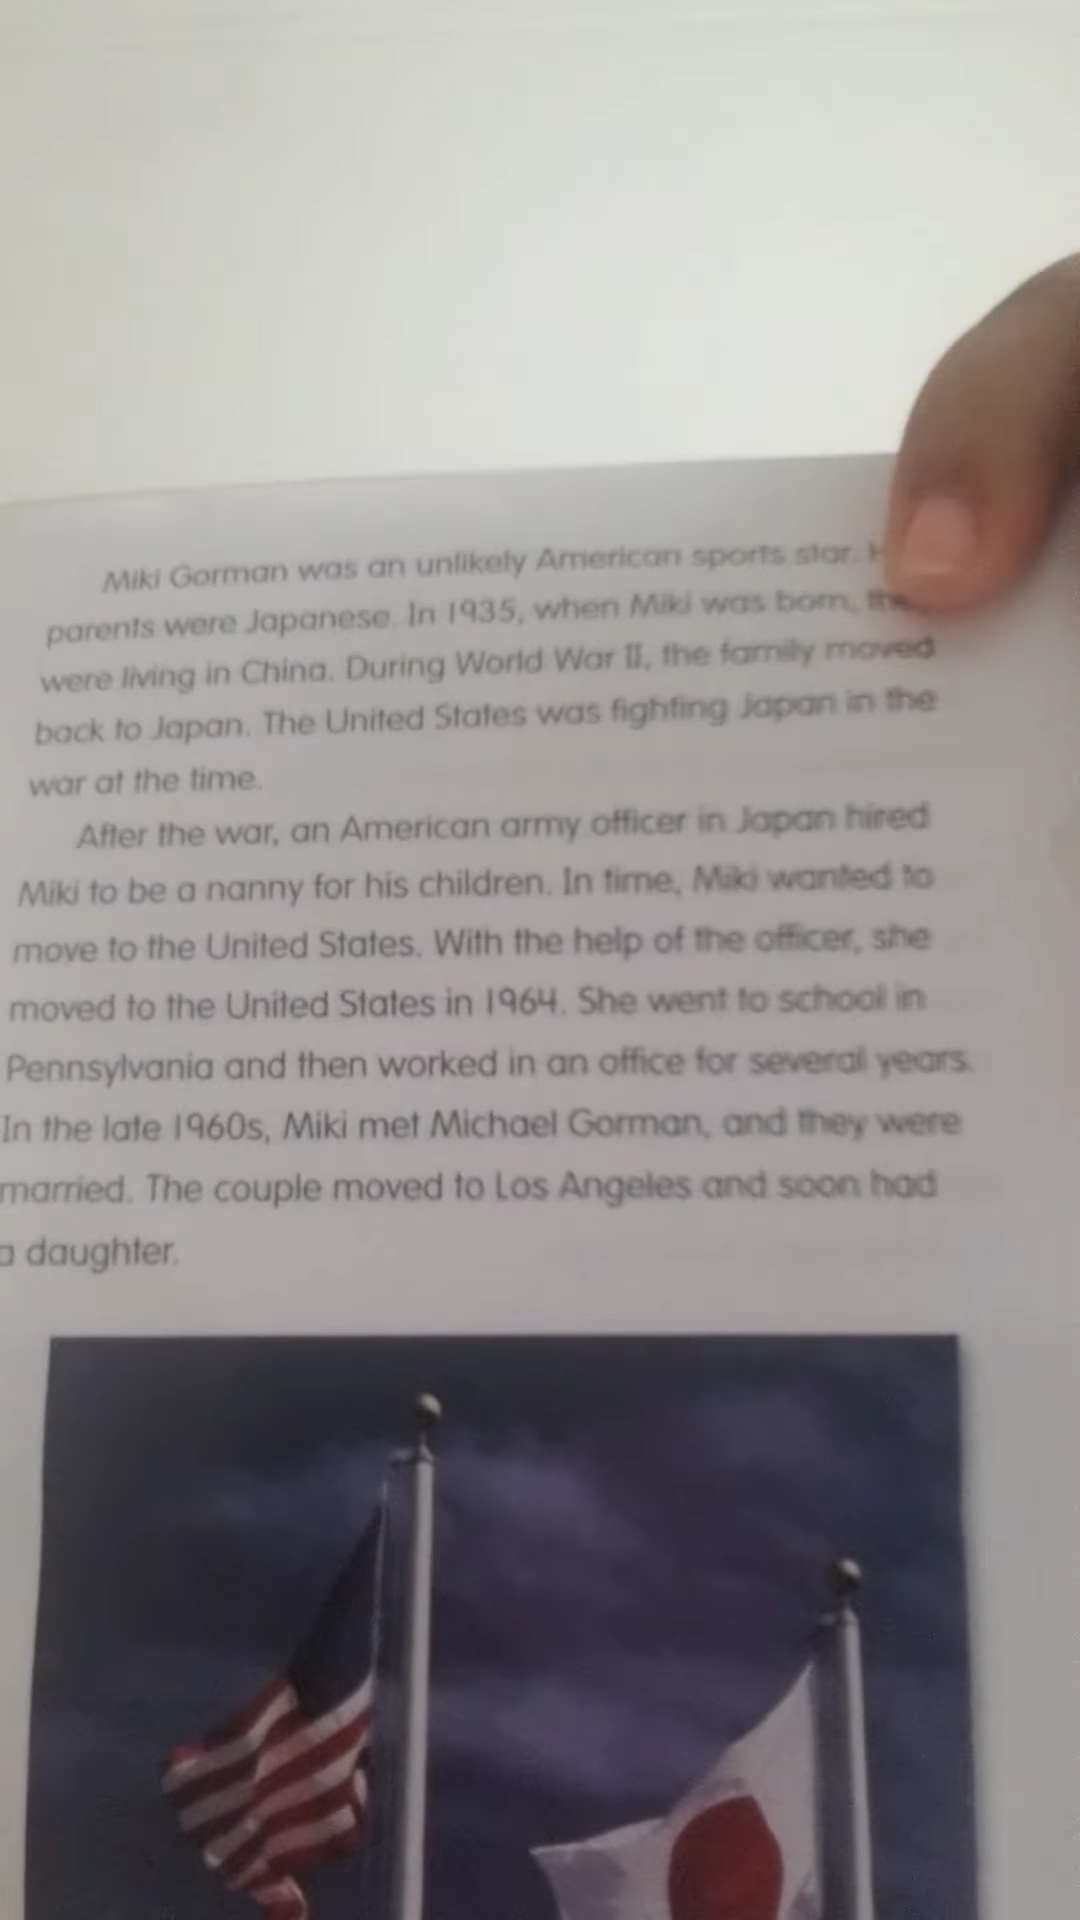 Miki Gorman was an unlikely American sports star.
parents were Japanese. In 1935, when Miki was born, they
were living in China. During World War II, the family moved
back to Japan. The United States was fighting Japan in the
war at the time.
After the war, an American army officer in Japan hired
Miki to be a nanny for his children. In time, Miki wanted to
move to the United States. With the help of the officer, she
moved to the United States in 1964. She went to school in
Pennsylvania and then worked in an office for several years.
In the late 1960s, Miki met Michael Gorman, and they were
married. The couple moved to Los Angeles and soon had
a daughter.